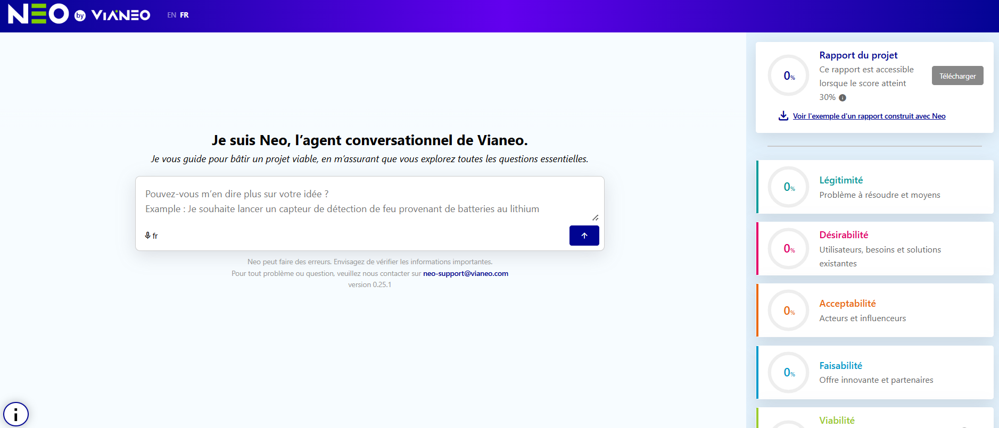 NEO by VIANEO EN FR
Je suis Neo, l’agent conversationnel de Vianeo.
Je vous guide pour bâtir un projet viable, en m’assurant que vous explorez toutes les questions essentielles.
Pouvez-vous m’en dire plus sur votre idée ?
Example : Je souhaite lancer un capteur de détection de feu provenant de batteries au lithium
fr
Neo peut faire des erreurs. Envisagez de vérifier les informations importantes.
Pour tout problème ou question, veuillez nous contacter sur neo-support@vianeo.com
version 0.25.1
0%
Rapport du projet
Ce rapport est accessible
lorsque le score atteint
30%
Télécharger
Voir l'exemple d'un rapport construit avec Neo
0%
Légitimité
Problème à résoudre et moyens
0%
Désirabilité
Utilisateurs, besoins et solutions
existantes
0%
Acceptabilité
Acteurs et influenceurs
0%
Faisabilité
Offre innovante et partenaires
Viabilité